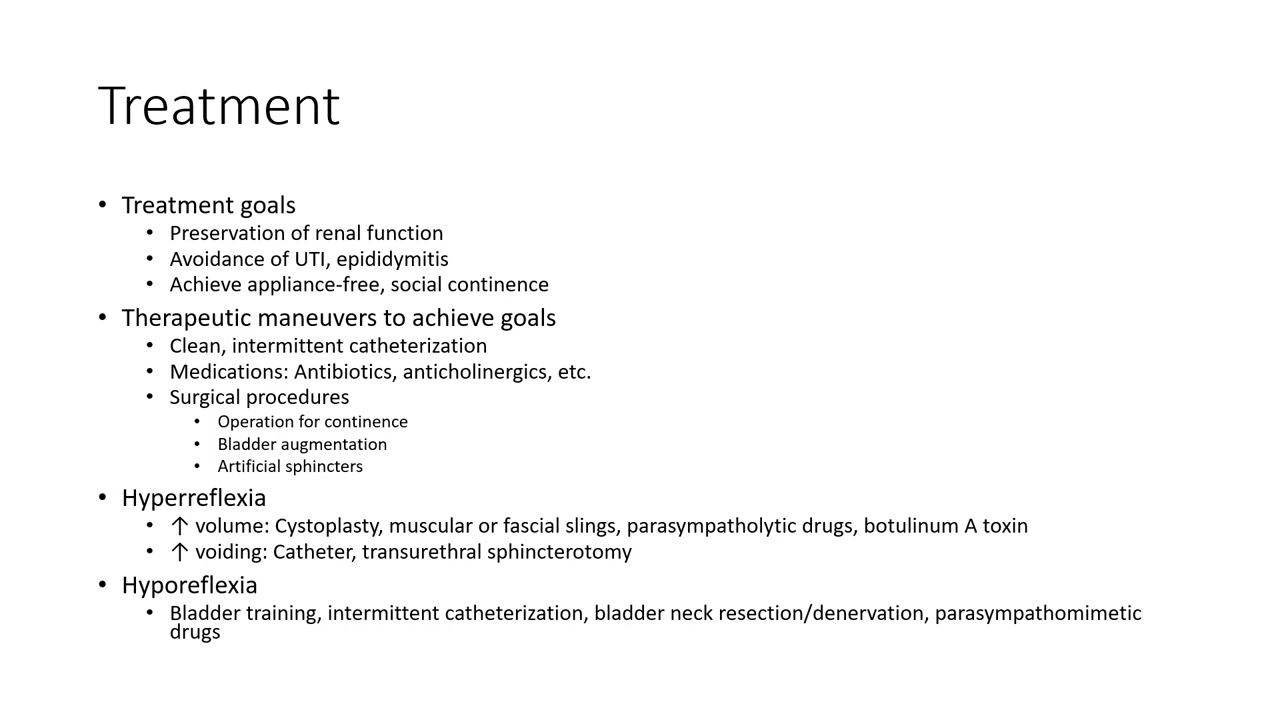 Treatment
• Treatment goals
• Preservation of renal function
• Avoidance of UTI, epididymitis
• Achieve appliance-free, social continence
• Therapeutic maneuvers to achieve goals
• Clean, intermittent catheterization
• Medications: Antibiotics, anticholinergics, etc.
• Surgical procedures
• Operation for continence
• Bladder augmentation
• Artificial sphincters
• Hyperreflexia
• ↑ volume: Cystoplasty, muscular or fascial slings, parasympatholytic drugs, botulinum A toxin
• ↑ voiding: Catheter, transurethral sphincterotomy
• Hyporeflexia
• Bladder training, intermittent catheterization, bladder neck resection/denervation, parasympathomimetic
drugs